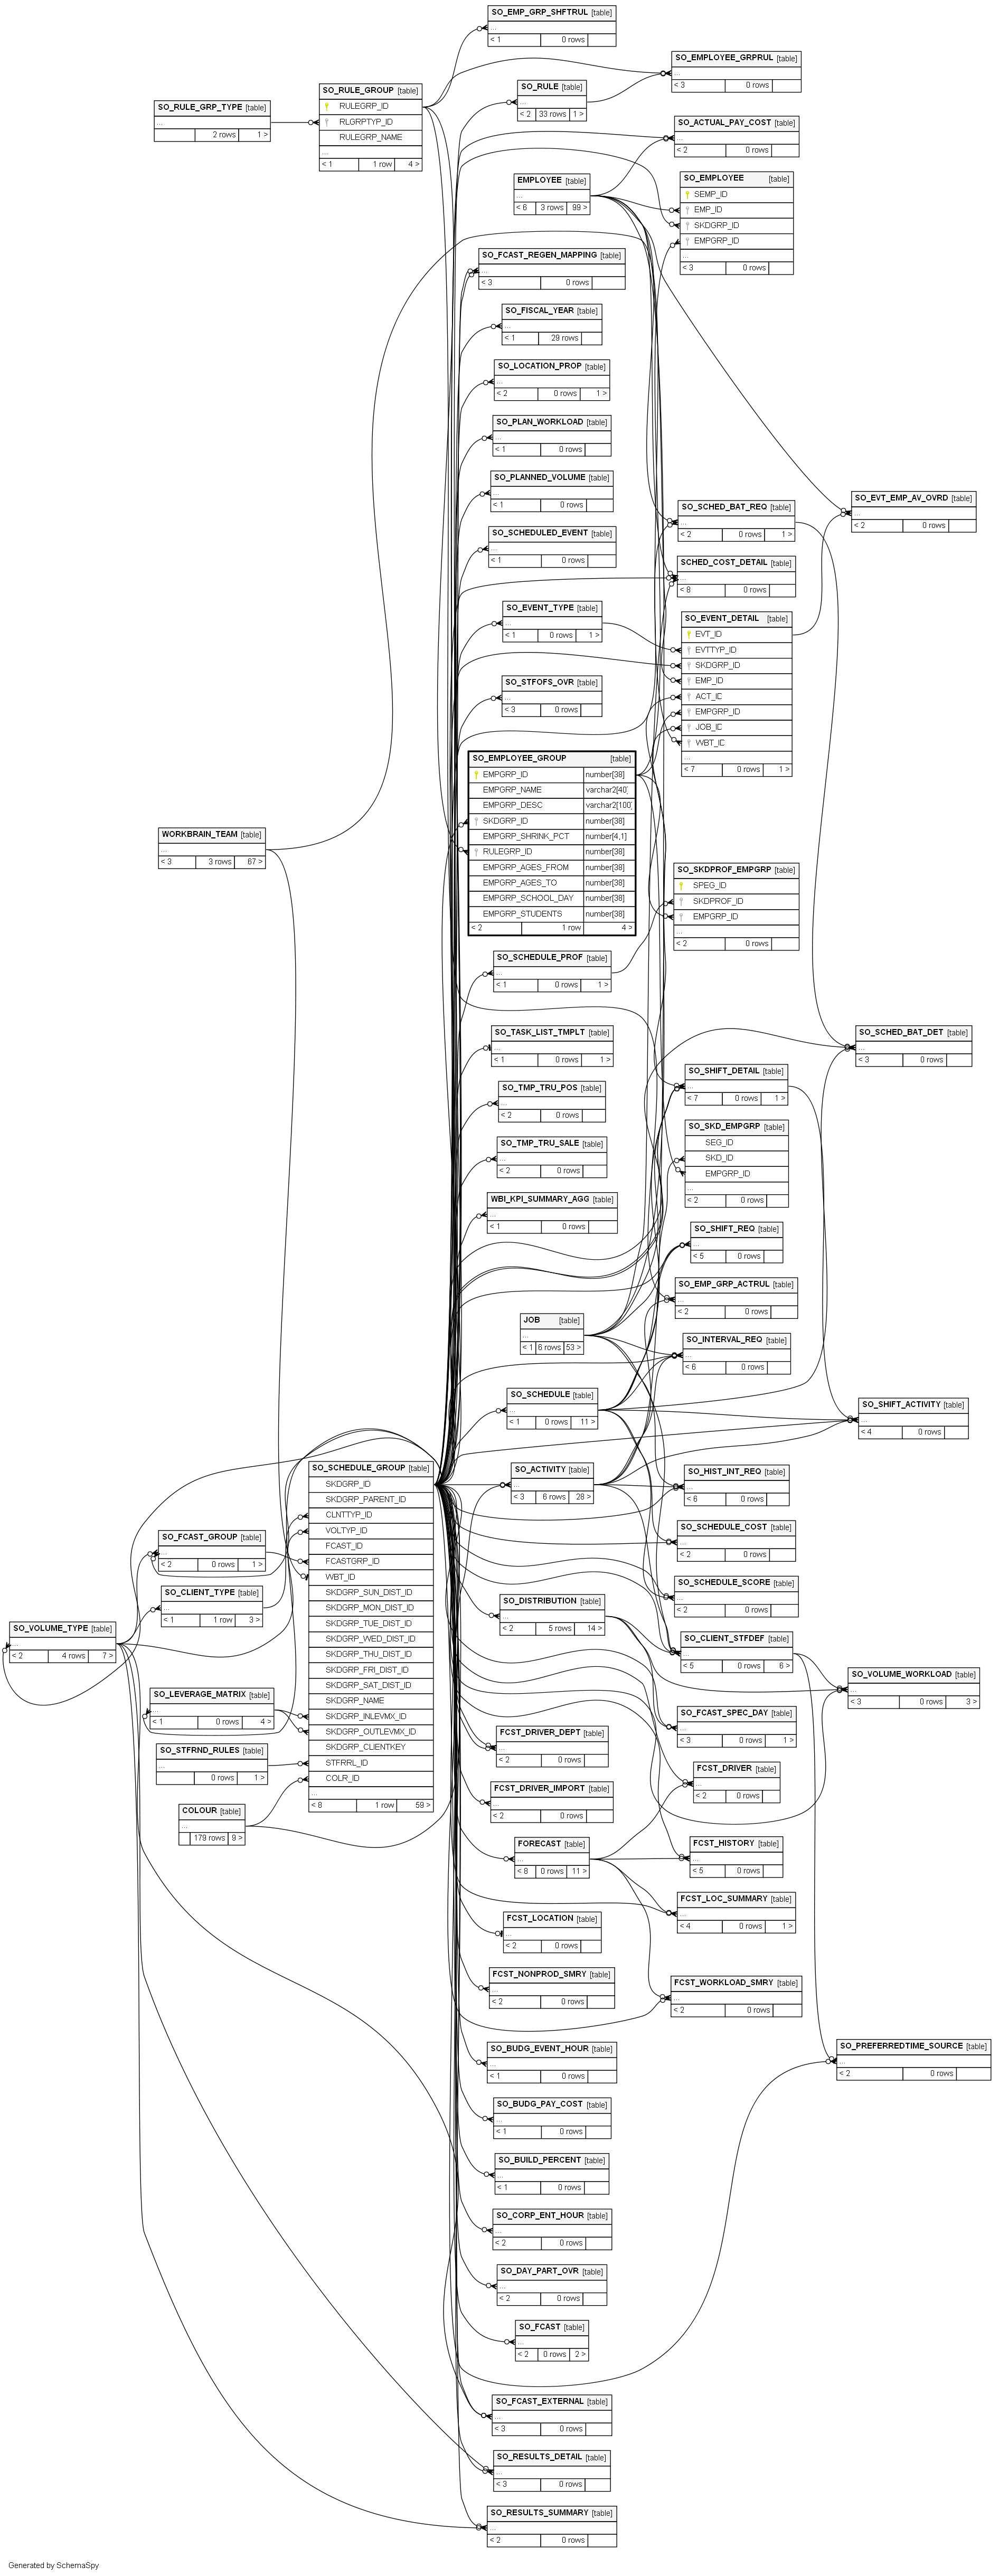 SO_EMP_GRP_SHFTRUL [table]
...
< 1 0 rows
SO_EMPLOYEE_GRPRUL [table]
...
< 3 0 rows
SO_RULE [table]
...
< 2 33 rows 1 >
SO_RULE_GROUP [table]
RULEGRP_ID
RLGRPTYP_ID
RULEGRP_NAME
...
< 1 1 row 4 >
SO_RULE_GRP_TYPE [table]
...
2 rows 1 >
SO_ACTUAL_PAY_COST [table]
...
< 2 0 rows
EMPLOYEE [table]
...
< 6 3 rows 99 >
SO_EMPLOYEE [table]
SEMP_ID
EMP_ID
SKDGRP_ID
EMPGRP_ID
...
< 3 0 rows
SO_FCAST_REGEN_MAPPING [table]
...
< 3 0 rows
SO_FISCAL_YEAR [table]
...
< 1 29 rows
SO_LOCATION_PROP [table]
...
< 2 0 rows 1 >
SO_PLAN_WORKLOAD [table]
...
< 1 0 rows
SO_PLANNED_VOLUME [table]
...
< 1 0 rows
SO_EVT_EMP_AV_OVRD [table]
...
< 2 0 rows
SO_SCHED_BAT_REQ [table]
...
< 2 0 rows 1 >
SO_SCHEDULED_EVENT [table]
...
< 1 0 rows
SCHED_COST_DETAIL [table]
...
< 8 0 rows
SO_EVENT_TYPE [table]
...
< 1 0 rows 1 >
SO_EVENT_DETAIL [table]
EVT_ID
EVTTYP_ID
SKDGRP_ID
EMP_ID
ACT_ID
EMPGRP_ID
JOB_ID
WBT_ID
...
< 7 0 rows 1 >
SO_STFOFS_OVR [table]
...
< 3 0 rows
SO_EMPLOYEE_GROUP [table]
EMPGRP_ID number[38]
EMPGRP_NAME varchar2[40]
EMPGRP_DESC varchar2[100]
SKDGRP_ID number[38]
EMPGRP_SHRINK_PCT number[4,1]
RULEGRP_ID number[38]
EMPGRP_AGES_FROM number[38]
EMPGRP_AGES_TO number[38]
EMPGRP_SCHOOL_DAY number[38]
EMPGRP_STUDENTS number[38]
< 2 1 row 4 >
WORKBRAIN_TEAM [table]
...
< 3 3 rows 67 >
SO_SKDPROF_EMPGRP [table]
SPEG_ID
SKDPROF_ID
EMPGRP_ID
...
< 2 0 rows
SO_SCHEDULE_PROF [table]
...
< 1 0 rows 1 >
SO_TASK_LIST_TMPLT [table]
...
< 1 0 rows 1 >
SO_SCHED_BAT_DET [table]
...
< 3 0 rows
SO_SHIFT_DETAIL [table]
...
< 7 0 rows 1 >
SO_TMP_TRU_POS [table]
...
< 2 0 rows
SO_SKD_EMPGRP [table]
SEG_ID
SKD_ID
EMPGRP_ID
...
< 2 0 rows
SO_TMP_TRU_SALE [table]
...
< 2 0 rows
WBI_KPI_SUMMARY_AGG [table]
...
< 1 0 rows
SO_SHIFT_REQ [table]
...
< 5 0 rows
SO_EMP_GRP_ACTRUL [table]
...
< 2 0 rows
JOB [table]
...
< 1 6 rows 53 >
SO_INTERVAL_REQ [table]
...
< 6 0 rows
SO_SCHEDULE [table]
...
< 1 0 rows 11 >
SO_SHIFT_ACTIVITY [table]
...
< 4 0 rows
SO_ACTIVITY [table]
...
< 3 6 rows 28 >
SO_HIST_INT_REQ [table]
...
< 6 0 rows
SO_SCHEDULE_GROUP [table]
SKDGRP_ID
SKDGRP_PARENT_ID
CLNTTYP_ID
VOLTYP_ID
FCAST_ID
FCASTGRP_ID
WBT_ID
SKDGRP_SUN_DIST_ID
SKDGRP_MON_DIST_ID
SKDGRP_TUE_DIST_ID
SKDGRP_WED_DIST_ID
SKDGRP_THU_DIST_ID
SKDGRP_FRI_DIST_ID
SKDGRP_SAT_DIST_ID
SKDGRP_NAME
SKDGRP_INLEVMX_ID
SKDGRP_OUTLEVMX_ID
SKDGRP_CLIENTKEY
STFRRL_ID
COLR_ID
...
< 8 1 row 59 >
SO_SCHEDULE_COST [table]
...
< 2 0 rows
SO_FCAST_GROUP [table]
...
< 2 0 rows 1 >
SO_CLIENT_TYPE [table]
...
< 1 1 row 3 >
SO_SCHEDULE_SCORE [table]
...
< 2 0 rows
SO_DISTRIBUTION [table]
...
< 2 5 rows 14 >
SO_VOLUME_TYPE [table]
...
< 2 4 rows 7 >
SO_CLIENT_STFDEF [table]
...
< 5 0 rows 6 >
SO_VOLUME_WORKLOAD [table]
...
< 3 0 rows 3 >
SO_LEVERAGE_MATRIX [table]
...
< 1 0 rows 4 >
SO_FCAST_SPEC_DAY [table]
...
< 3 0 rows 1 >
SO_STFRND_RULES [table]
...
0 rows 1 >
FCST_DRIVER_DEPT [table]
...
< 2 0 rows
FCST_DRIVER [table]
...
< 2 0 rows
FCST_DRIVER_IMPORT [table]
...
< 2 0 rows
COLOUR [table]
...
179 rows 9 >
FORECAST [table]
...
< 8 0 rows 11 >
FCST_HISTORY [table]
...
< 5 0 rows
FCST_LOC_SUMMARY [table]
...
< 4 0 rows 1 >
FCST_LOCATION [table]
...
< 2 0 rows
FCST_NONPROD_SMRY [table]
...
< 2 0 rows
FCST_WORKLOAD_SMRY [table]
...
< 2 0 rows
SO_BUDG_EVENT_HOUR [table]
...
< 1 0 rows
SO_PREFERREDTIME_SOURCE [table]
...
< 2 0 rows
SO_BUDG_PAY_COST [table]
...
< 1 0 rows
SO_BUILD_PERCENT [table]
...
< 1 0 rows
SO_CORP_ENT_HOUR [table]
...
< 2 0 rows
SO_DAY_PART_OVR [table]
...
< 2 0 rows
SO_FCAST [table]
...
< 2 0 rows 2 >
SO_FCAST_EXTERNAL [table]
...
< 3 0 rows
SO_RESULTS_DETAIL [table]
...
< 3 0 rows
SO_RESULTS_SUMMARY [table]
...
< 2 0 rows
Generated by SchemaSpy